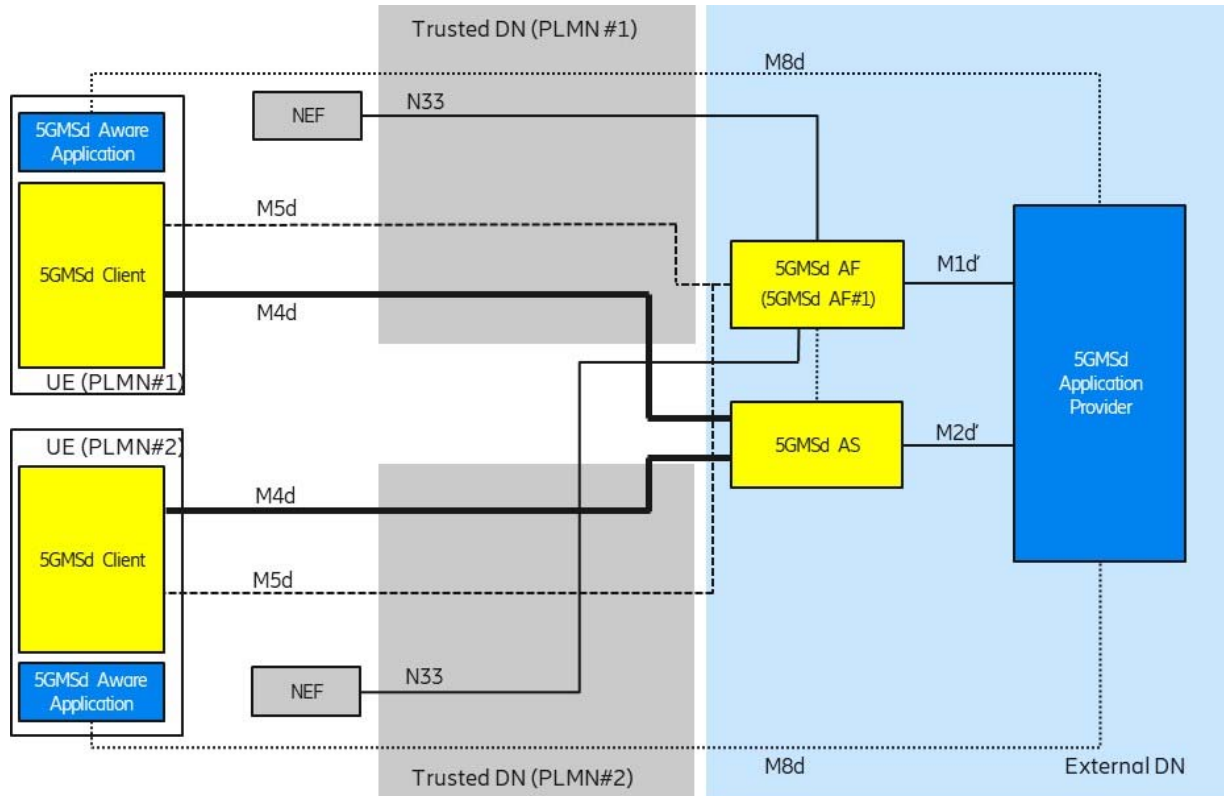 Trusted DN (PLMN #1)
M8d
NEF
N33
5GMSd Aware
Application
5GMSd Client
M5d
M4d
UE (PLMN#1)
5GMSd AF
(5GMSd AF#1)
M1d'
5GMSd
Application
Provider
5GMSd AS
M2d'
UE (PLMN#2)
5GMSd Client
M4d
M5d
5GMSd Aware
Application
NEF
N33
Trusted DN (PLMN#2)
M8d
External DN